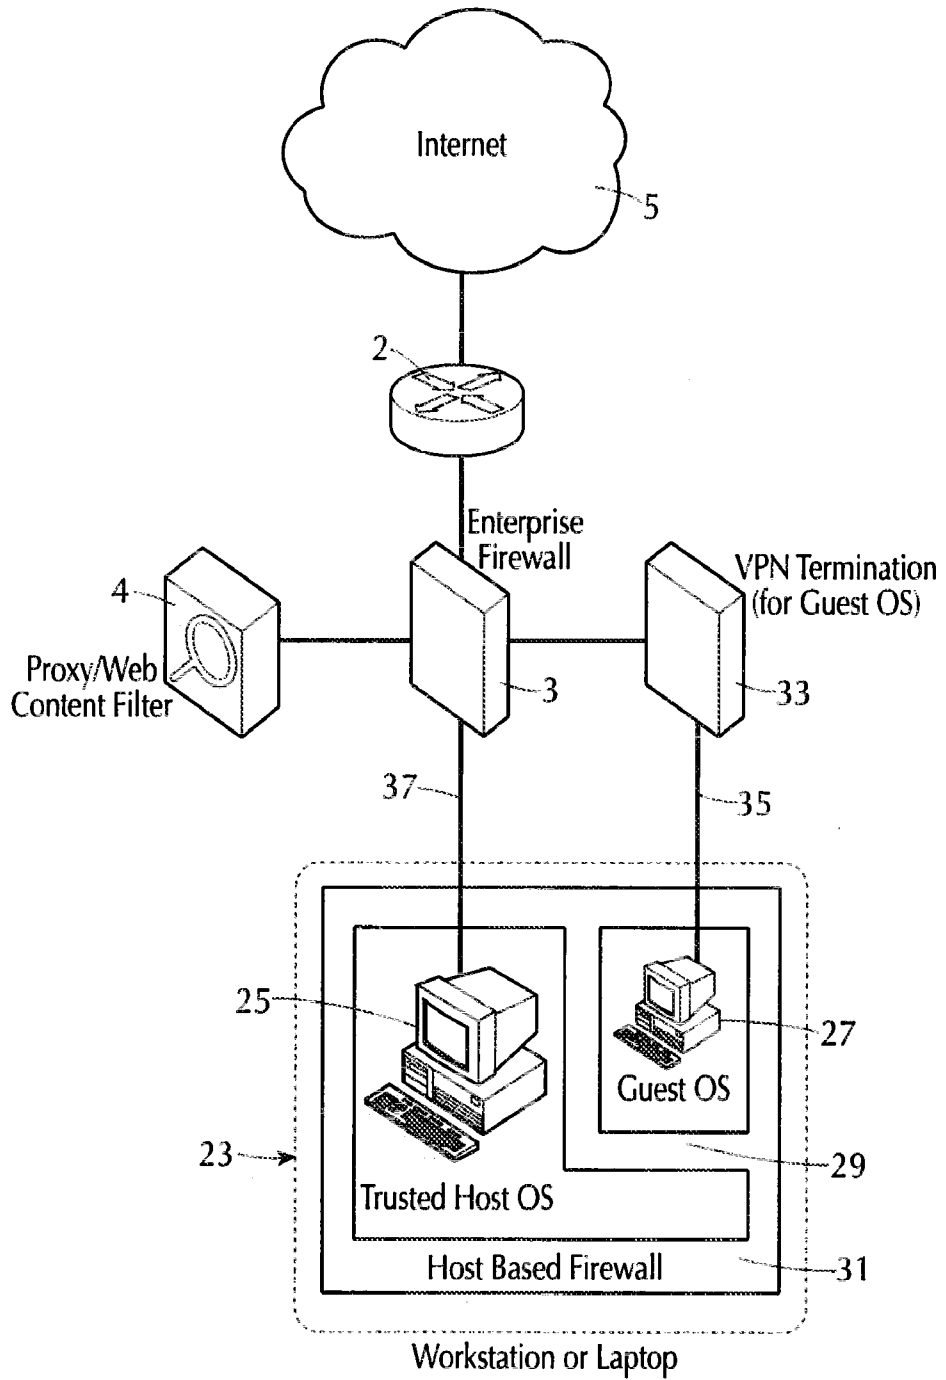 Internet
5
2
Enterprise
Firewall
VPN Termination
(for Guest OS)
4
Proxy/Web
Content Filter
3
33
37
35
25
27
Guest OS
23
29
Trusted Host OS
Host Based Firewall
31
Workstation or Laptop